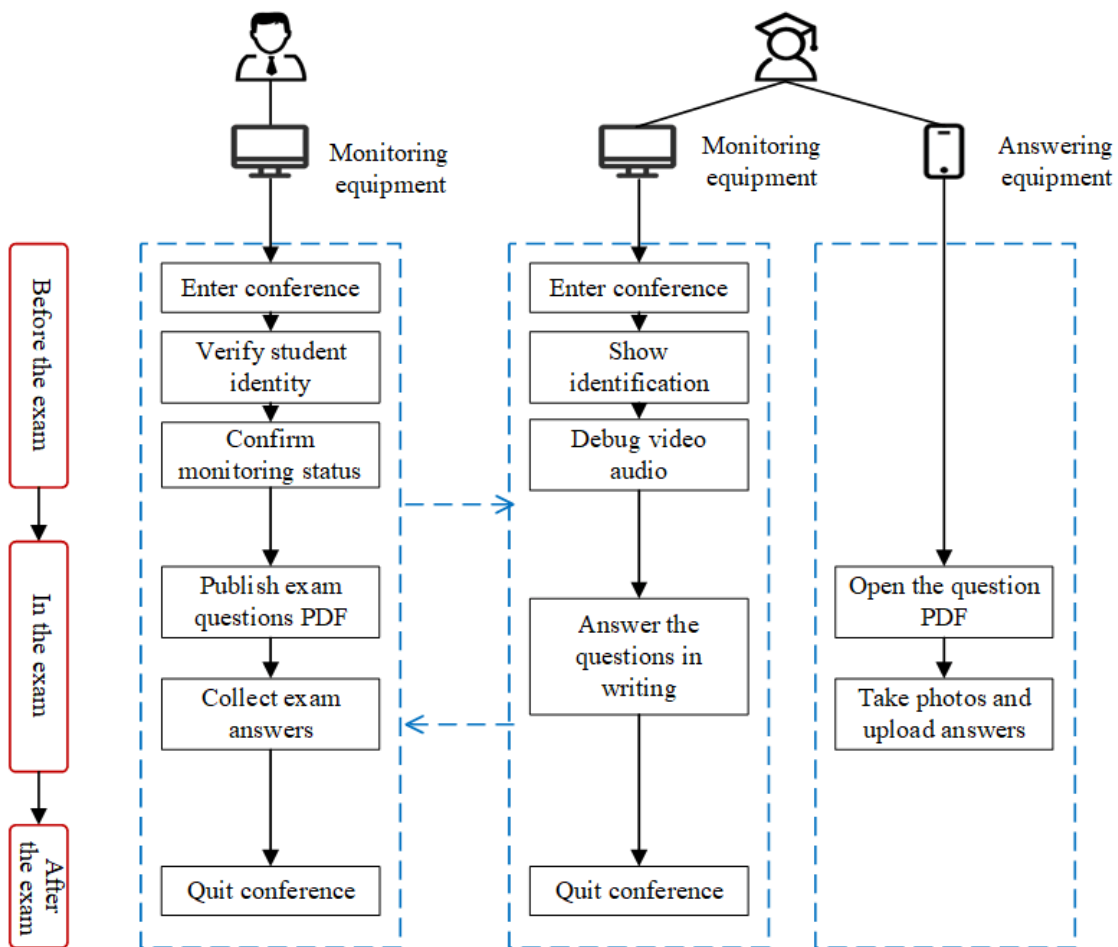 Monitoring
equipment
Monitoring
equipment
Answering
equipment
Before the exam
In the exam
After
the exam
Enter conference
Verify student
identity
Confirm
monitoring status
Publish exam
questions PDF
Collect exam
answers
Quit conference
Enter conference
Show
identification
Debug video
audio
Answer the
questions in
writing
Quit conference
Open the question
PDF
Take photos and
upload answers